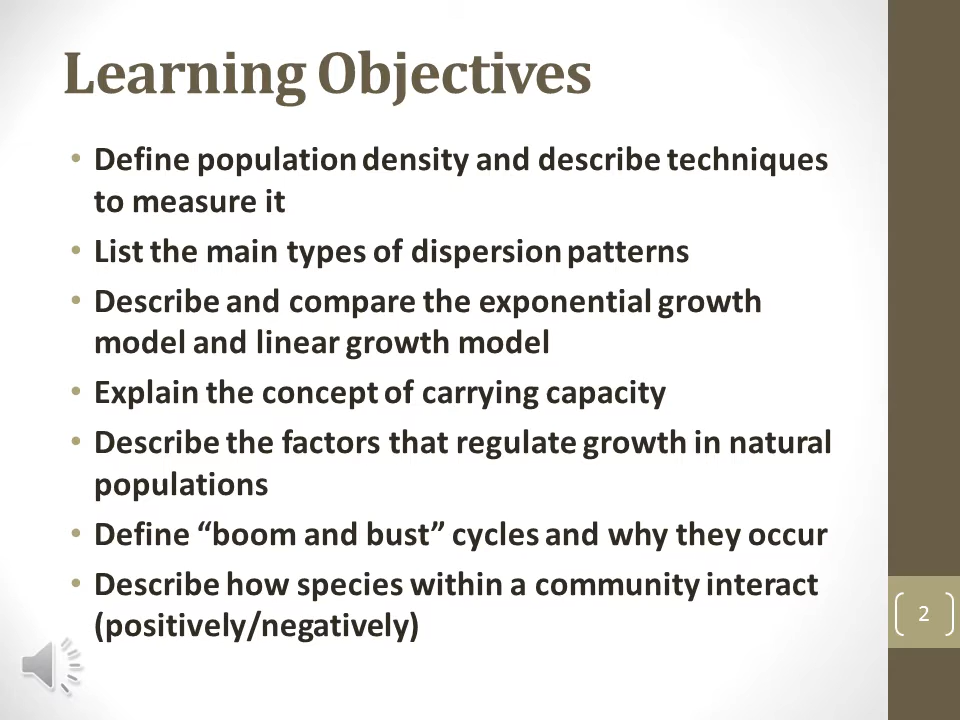 Learning Objectives
• Define population density and describe techniques
to measure it
• List the main types of dispersion patterns
• Describe and compare the exponential growth
model and linear growth model
• Explain the concept of carrying capacity
• Describe the factors that regulate growth in natural
populations
• Define “boom and bust” cycles and why they occur
• Describe how species within a community interact
(positively/negatively)
2